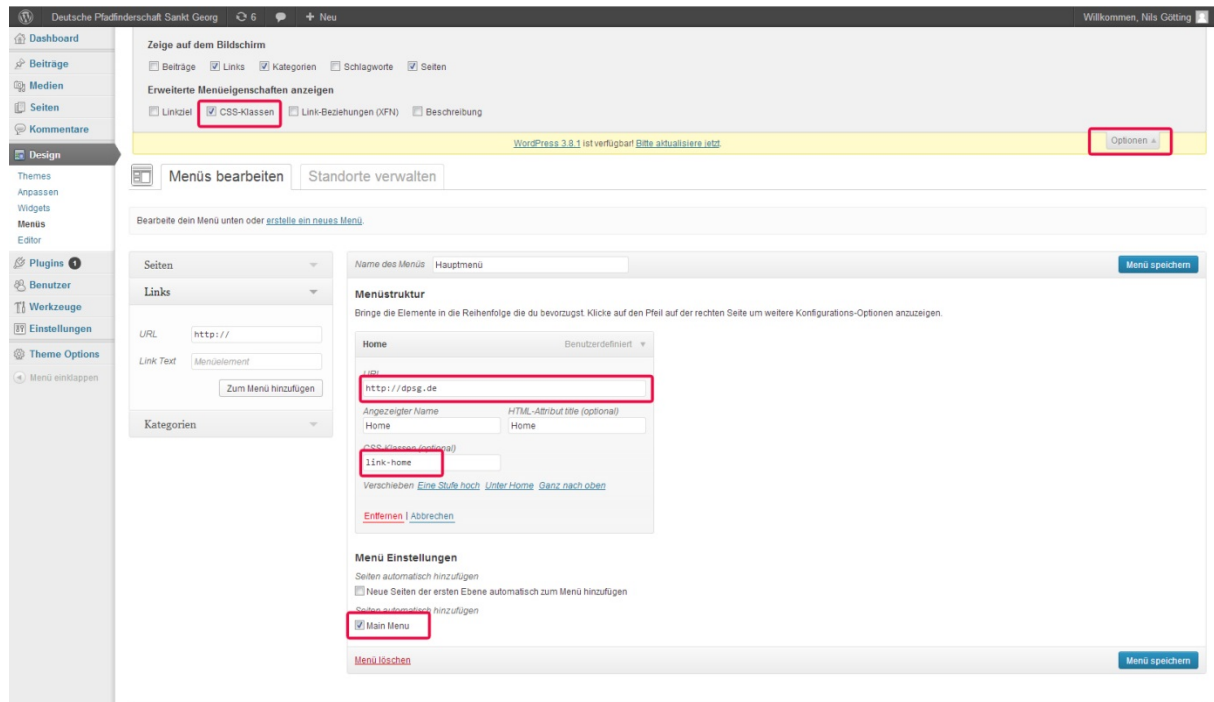 Deutsche Pfadfinderschaft Sankt Georg 6 + Neu Willkommen, Nils Götting
Dashboard
Beiträge
Medien
Seiten
Kommentare
Design
Themes
Anpassen
Widgets
Menüs
Editor
Plugins 1
Benutzer
Werkzeuge
Einstellungen
Theme Options
Menü einklappen
Zeige auf dem Bildschirm
Beiträge Links Kategorien Schlagworte Seiten
Erweiterte Menüeigenschaften anzeigen
Linkziel CSS-Klassen Link-Beziehungen (XFN) Beschreibung
WordPress 3.8.1 ist verfügbar! Bitte aktualisiere jetzt.
Optionen
Menüs bearbeiten Standorte verwalten
Bearbeite dein Menü unten oder erstelle ein neues Menü.
Seiten
Links
URL http://
Link Text Menüelement
Zum Menü hinzufügen
Kategorien
Name des Menüs Hauptmenü Menü speichern
Menüstruktur
Bringe die Elemente in die Reihenfolge die du bevorzugst. Klicke auf den Pfeil auf der rechten Seite um weitere Konfigurations-Optionen anzuzeigen.
Home Benutzerdefiniert
URL
http://dpsg.de
Angezeigter Name HTML-Attribut title (optional)
Home Home
CSS-Klassen (optional)
link-home
Verschieben Eine Stufe hoch Unter Home Ganz nach oben
Entfernen | Abbrechen
Menü Einstellungen
Seiten automatisch hinzufügen
Neue Seiten der ersten Ebene automatisch zum Menü hinzufügen
Seiten automatisch hinzufügen
Main Menu
Menü löschen Menü speichern